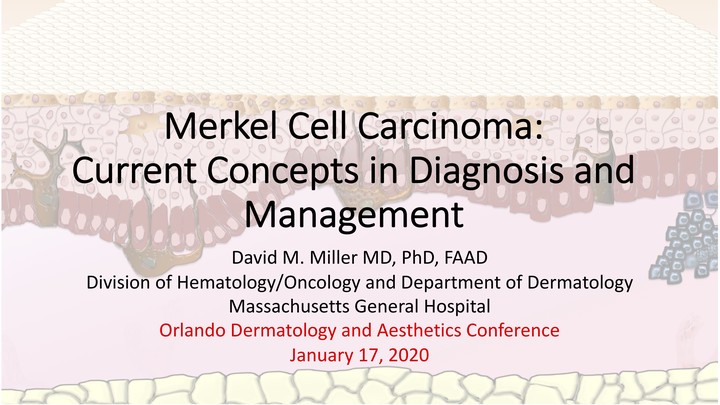 Merkel Cell Carcinoma:
Current Concepts in Diagnosis and
Management
David M. Miller MD, PhD, FAAD
Division of Hematology/Oncology and Department of Dermatology
Massachusetts General Hospital
Orlando Dermatology and Aesthetics Conference
January 17, 2020